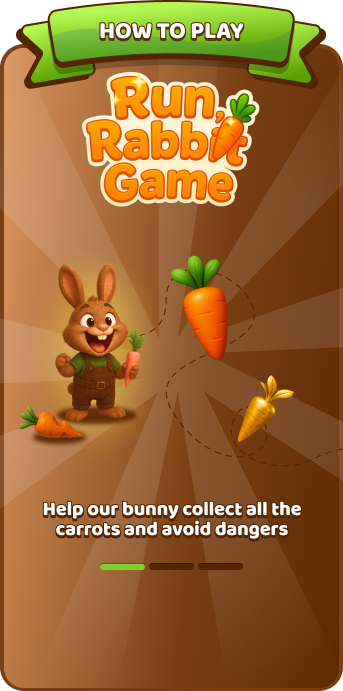 HOW TO PLAY
Run,
Rabbit
Game
Help our bunny collect all the
carrots and avoid dangers